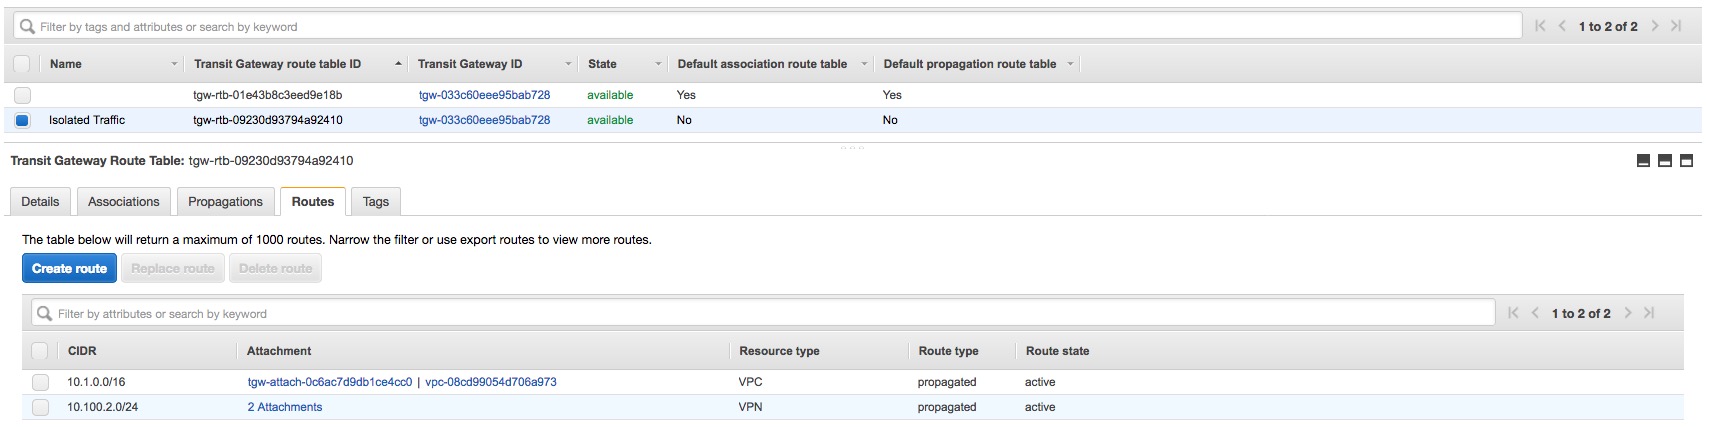 Filter by tags and attributes or search by keyword
1 to 2 of 2
Name Transit Gateway route table ID Transit Gateway ID State Default association route table Default propagation route table
tgw-rtb-01e43b8c3eed9e18b tgw-033c60eee95bab728 available Yes Yes
Isolated Traffic tgw-rtb-09230d93794a92410 tgw-033c60eee95bab728 available No No
Transit Gateway Route Table: tgw-rtb-09230d93794a92410
Details Associations Propagations Routes Tags
The table below will return a maximum of 1000 routes. Narrow the filter or use export routes to view more routes.
Create route Replace route Delete route
Filter by attributes or search by keyword
1 to 2 of 2
CIDR Attachment Resource type Route type Route state
10.1.0.0/16 tgw-attach-0c6ac7d9db1ce4cc0 | vpc-08cd99054d706a973 VPC propagated active
10.100.2.0/24 2 Attachments VPN propagated active